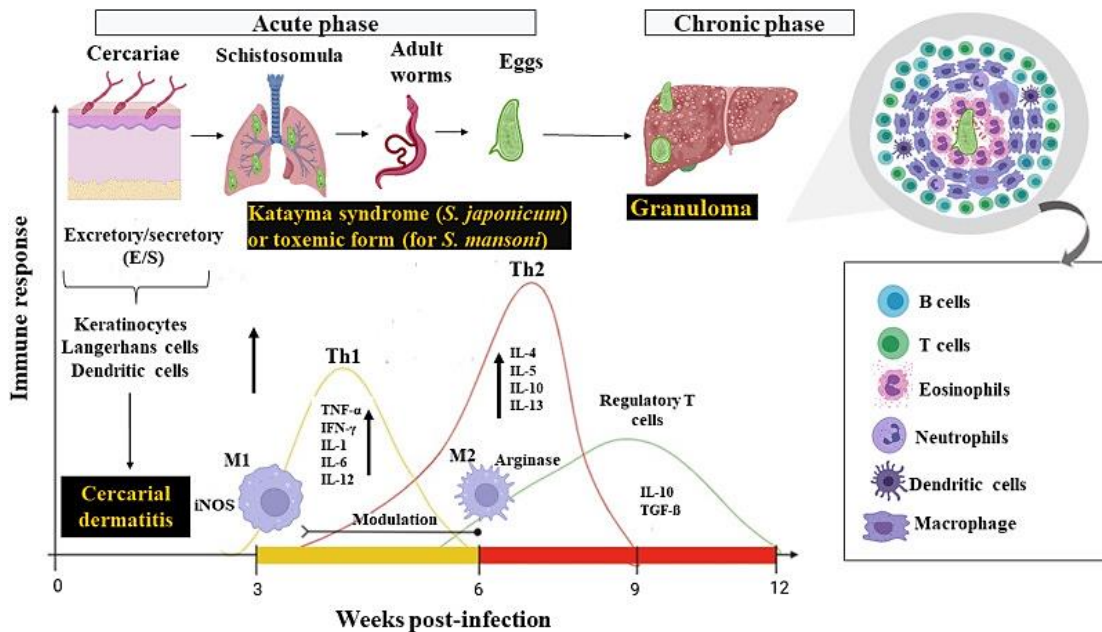 Acute phase
Chronic phase
Cercariae
Schistosomula
Adult
worms
Eggs
Katayma syndrome (S. japonicum)
or toxemic form (for S. mansoni)
Granuloma
Excretory/secretory
(E/S)
Keratinocytes
Langerhans cells
Dendritic cells
Cercarial
dermatitis
Immune response
Th1
TNF-α
IFN-γ
IL-1
IL-6
IL-12
M1
iNOS
Modulation
Th2
IL-4
IL-5
IL-10
IL-13
M2
Arginase
Regulatory T
cells
IL-10
TGF-ß
B cells
T cells
Eosinophils
Neutrophils
Dendritic cells
Macrophage
0
3
6
9
12
Weeks post-infection